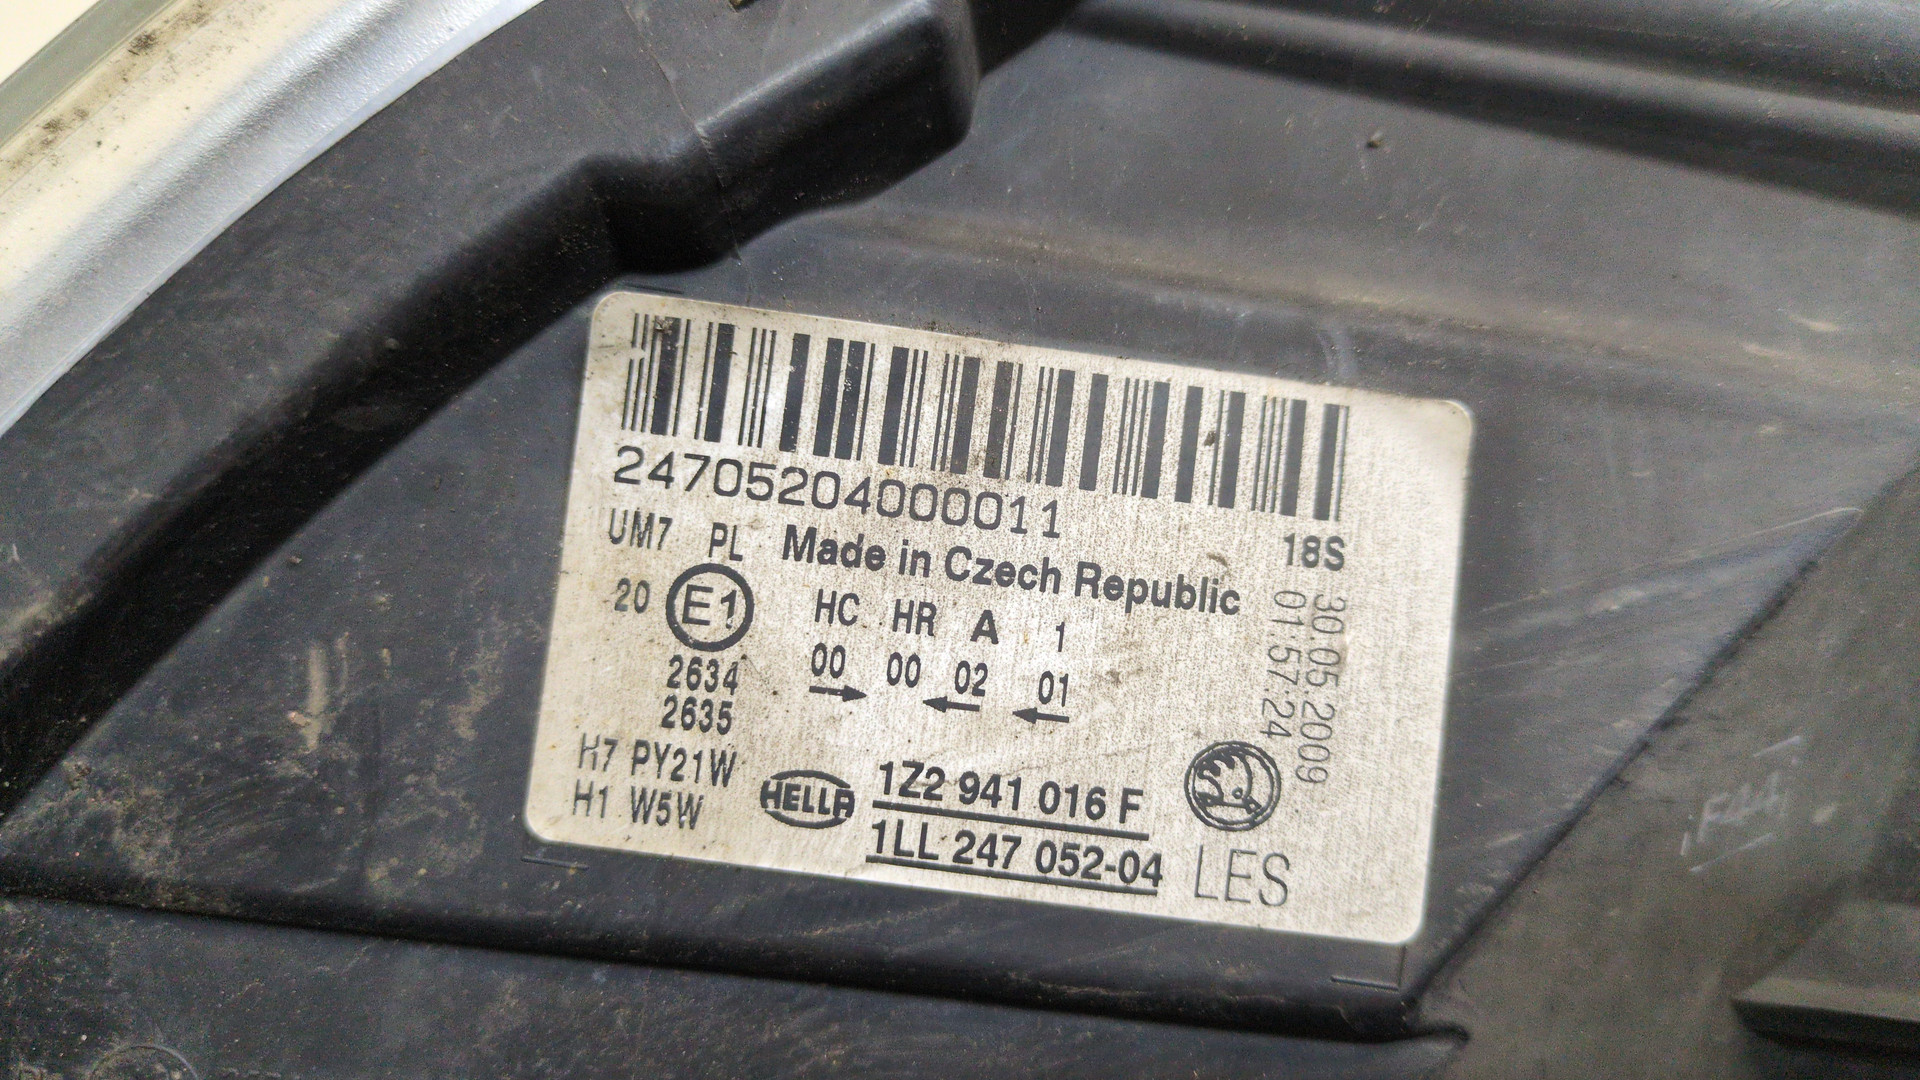 24705204000011
UM7 PL Made in Czech Republic 18S
20 E1 HC HR A 1
2634 00 00 02 01
2635
30.05.2009
01:57:24
H7 PY21W
H1 W5W
HELLA
1Z2 941 016 F
1LL 247 052-04
LES